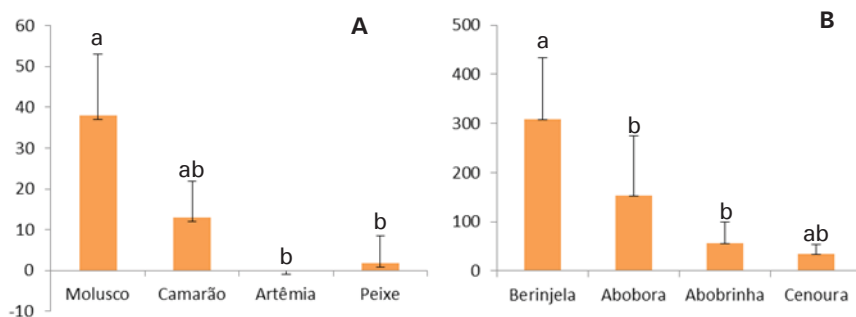 A
60
50
40
30
20
10
0
-10
a
ab
b
b
Molusco
Camarão
Artêmia
Peixe
B
500
400
300
200
100
0
a
b
b
ab
Berinjela
Abobora
Abobrinha
Cenoura